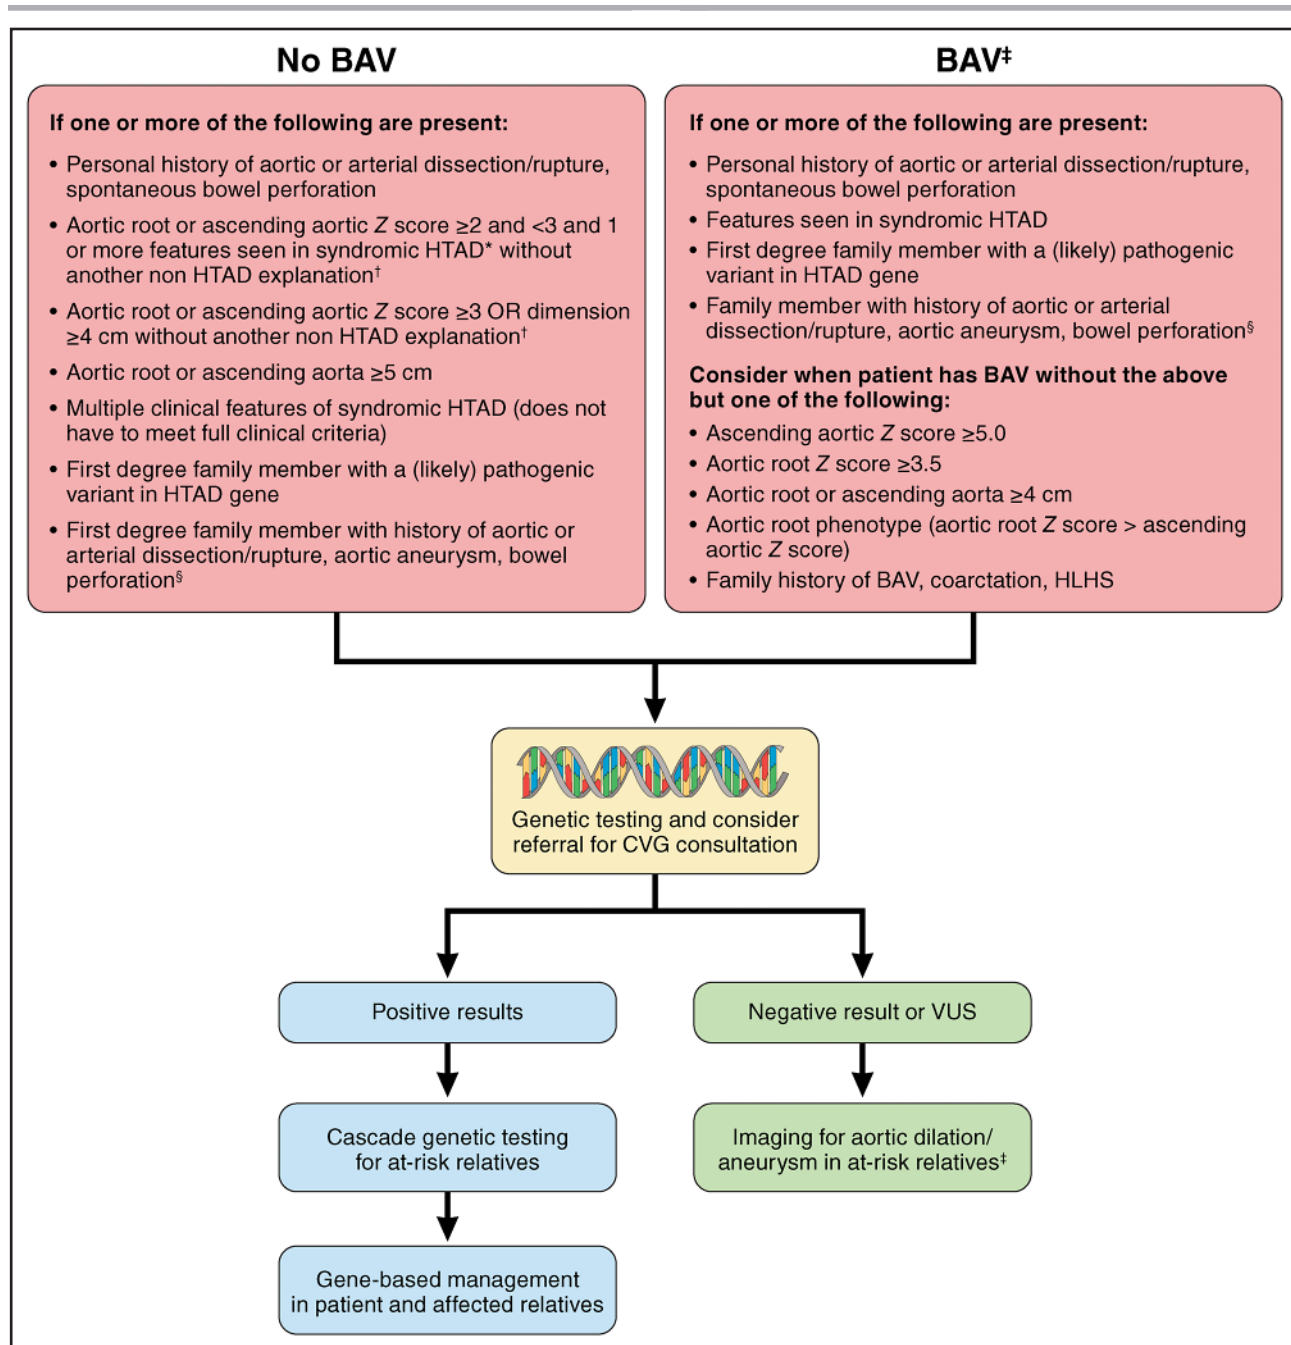 No BAV
If one or more of the following are present:
• Personal history of aortic or arterial dissection/rupture,
spontaneous bowel perforation
• Aortic root or ascending aortic Z score ≥2 and <3 and 1
or more features seen in syndromic HTAD* without
another non HTAD explanation†
• Aortic root or ascending aortic Z score ≥3 OR dimension
≥4 cm without another non HTAD explanation†
• Aortic root or ascending aorta ≥5 cm
• Multiple clinical features of syndromic HTAD (does not
have to meet full clinical criteria)
• First degree family member with a (likely) pathogenic
variant in HTAD gene
• First degree family member with history of aortic or
arterial dissection/rupture, aortic aneurysm, bowel
perforation§
BAV‡
If one or more of the following are present:
• Personal history of aortic or arterial dissection/rupture,
spontaneous bowel perforation
• Features seen in syndromic HTAD
• First degree family member with a (likely) pathogenic
variant in HTAD gene
• Family member with history of aortic or arterial
dissection/rupture, aortic aneurysm, bowel perforation§
Consider when patient has BAV without the above
but one of the following:
• Ascending aortic Z score ≥5.0
• Aortic root Z score ≥3.5
• Aortic root or ascending aorta ≥4 cm
• Aortic root phenotype (aortic root Z score > ascending
aortic Z score)
• Family history of BAV, coarctation, HLHS
Genetic testing and consider
referral for CVG consultation
Positive results
Negative result or VUS
Cascade genetic testing
for at-risk relatives
Imaging for aortic dilation/
aneurysm in at-risk relatives‡
Gene-based management
in patient and affected relatives